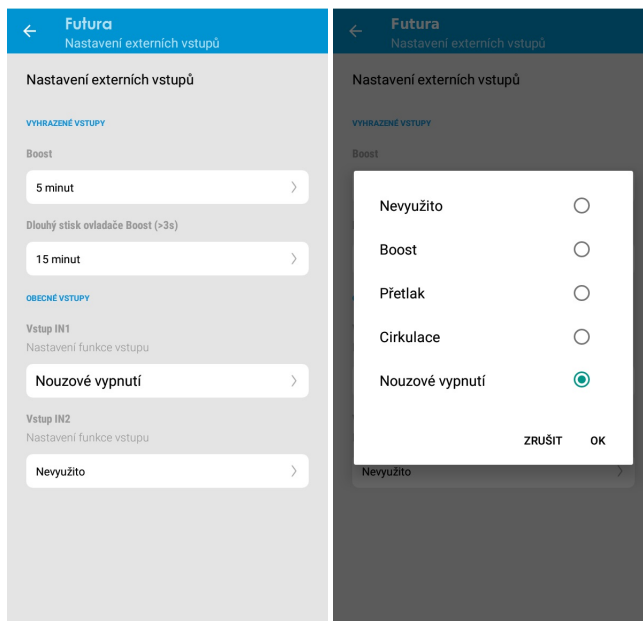 Futura
Nastavení externích vstupů
Nastavení externích vstupů
VYHRAZENÉ VSTUPY
Boost
5 minut
Dlouhý stisk ovladače Boost (>3s)
15 minut
OBECNÉ VSTUPY
Vstup IN1
Nastavení funkce vstupu
Nouzové vypnutí
Vstup IN2
Nastavení funkce vstupu
Nevyužito
Futura
Nastavení externích vstupů
Nastavení externích vstupů
VYHRAZENÉ VSTUPY
Boost
Nevyužito
Boost
Přetlak
Cirkulace
Nouzové vypnutí
ZRUŠIT OK
Nevyužito